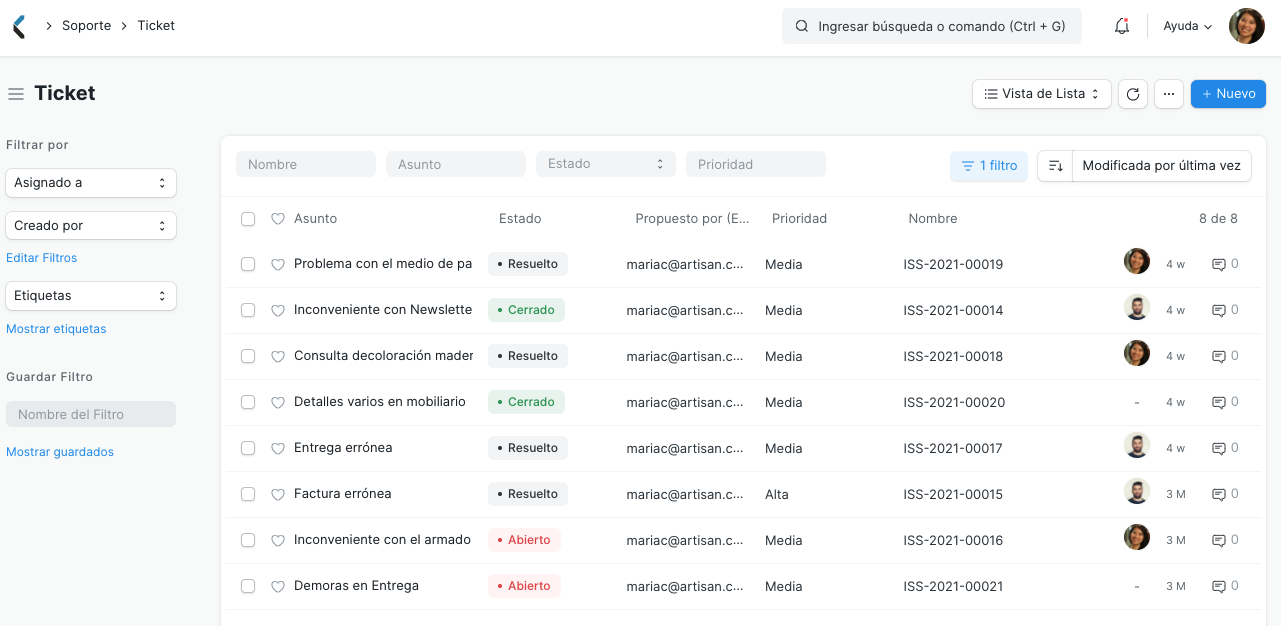 Soporte Ticket
Ingresar búsqueda o comando (Ctrl + G)
Ayuda
Ticket
Vista de Lista
+ Nuevo
Filtrar por
Asignado a
Creado por
Editar Filtros
Etiquetas
Mostrar etiquetas
Guardar Filtro
Nombre del Filtro
Mostrar guardados
Nombre Asunto Estado Prioridad
1 filtro
Modificada por última vez
Asunto Estado Propuesto por (E... Prioridad Nombre 8 de 8
Problema con el medio de pa • Resuelto mariac@artisan.c... Media ISS-2021-00019 4 w 0
Inconveniente con Newslette • Cerrado mariac@artisan.c... Media ISS-2021-00014 4 w 0
Consulta decoloración mader • Resuelto mariac@artisan.c... Media ISS-2021-00018 4 w 0
Detalles varios en mobiliario • Cerrado mariac@artisan.c... Media ISS-2021-00020 - 4 w 0
Entrega errónea • Resuelto mariac@artisan.c... Media ISS-2021-00017 4 w 0
Factura errónea • Resuelto mariac@artisan.c... Alta ISS-2021-00015 3 M 0
Inconveniente con el armado • Abierto mariac@artisan.c... Media ISS-2021-00016 3 M 0
Demoras en Entrega • Abierto mariac@artisan.c... Media ISS-2021-00021 - 3 M 0